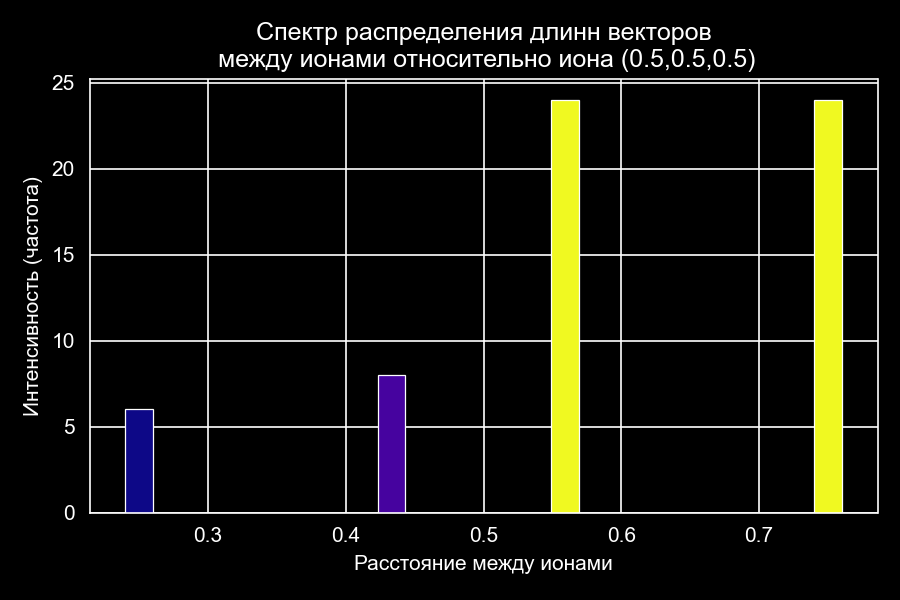 Спектр распределения длинн векторов
между ионами относительно иона (0.5,0.5,0.5)
Интенсивность (частота)
25
20
15
10
5
0
0.3 0.4 0.5 0.6 0.7
Расстояние между ионами